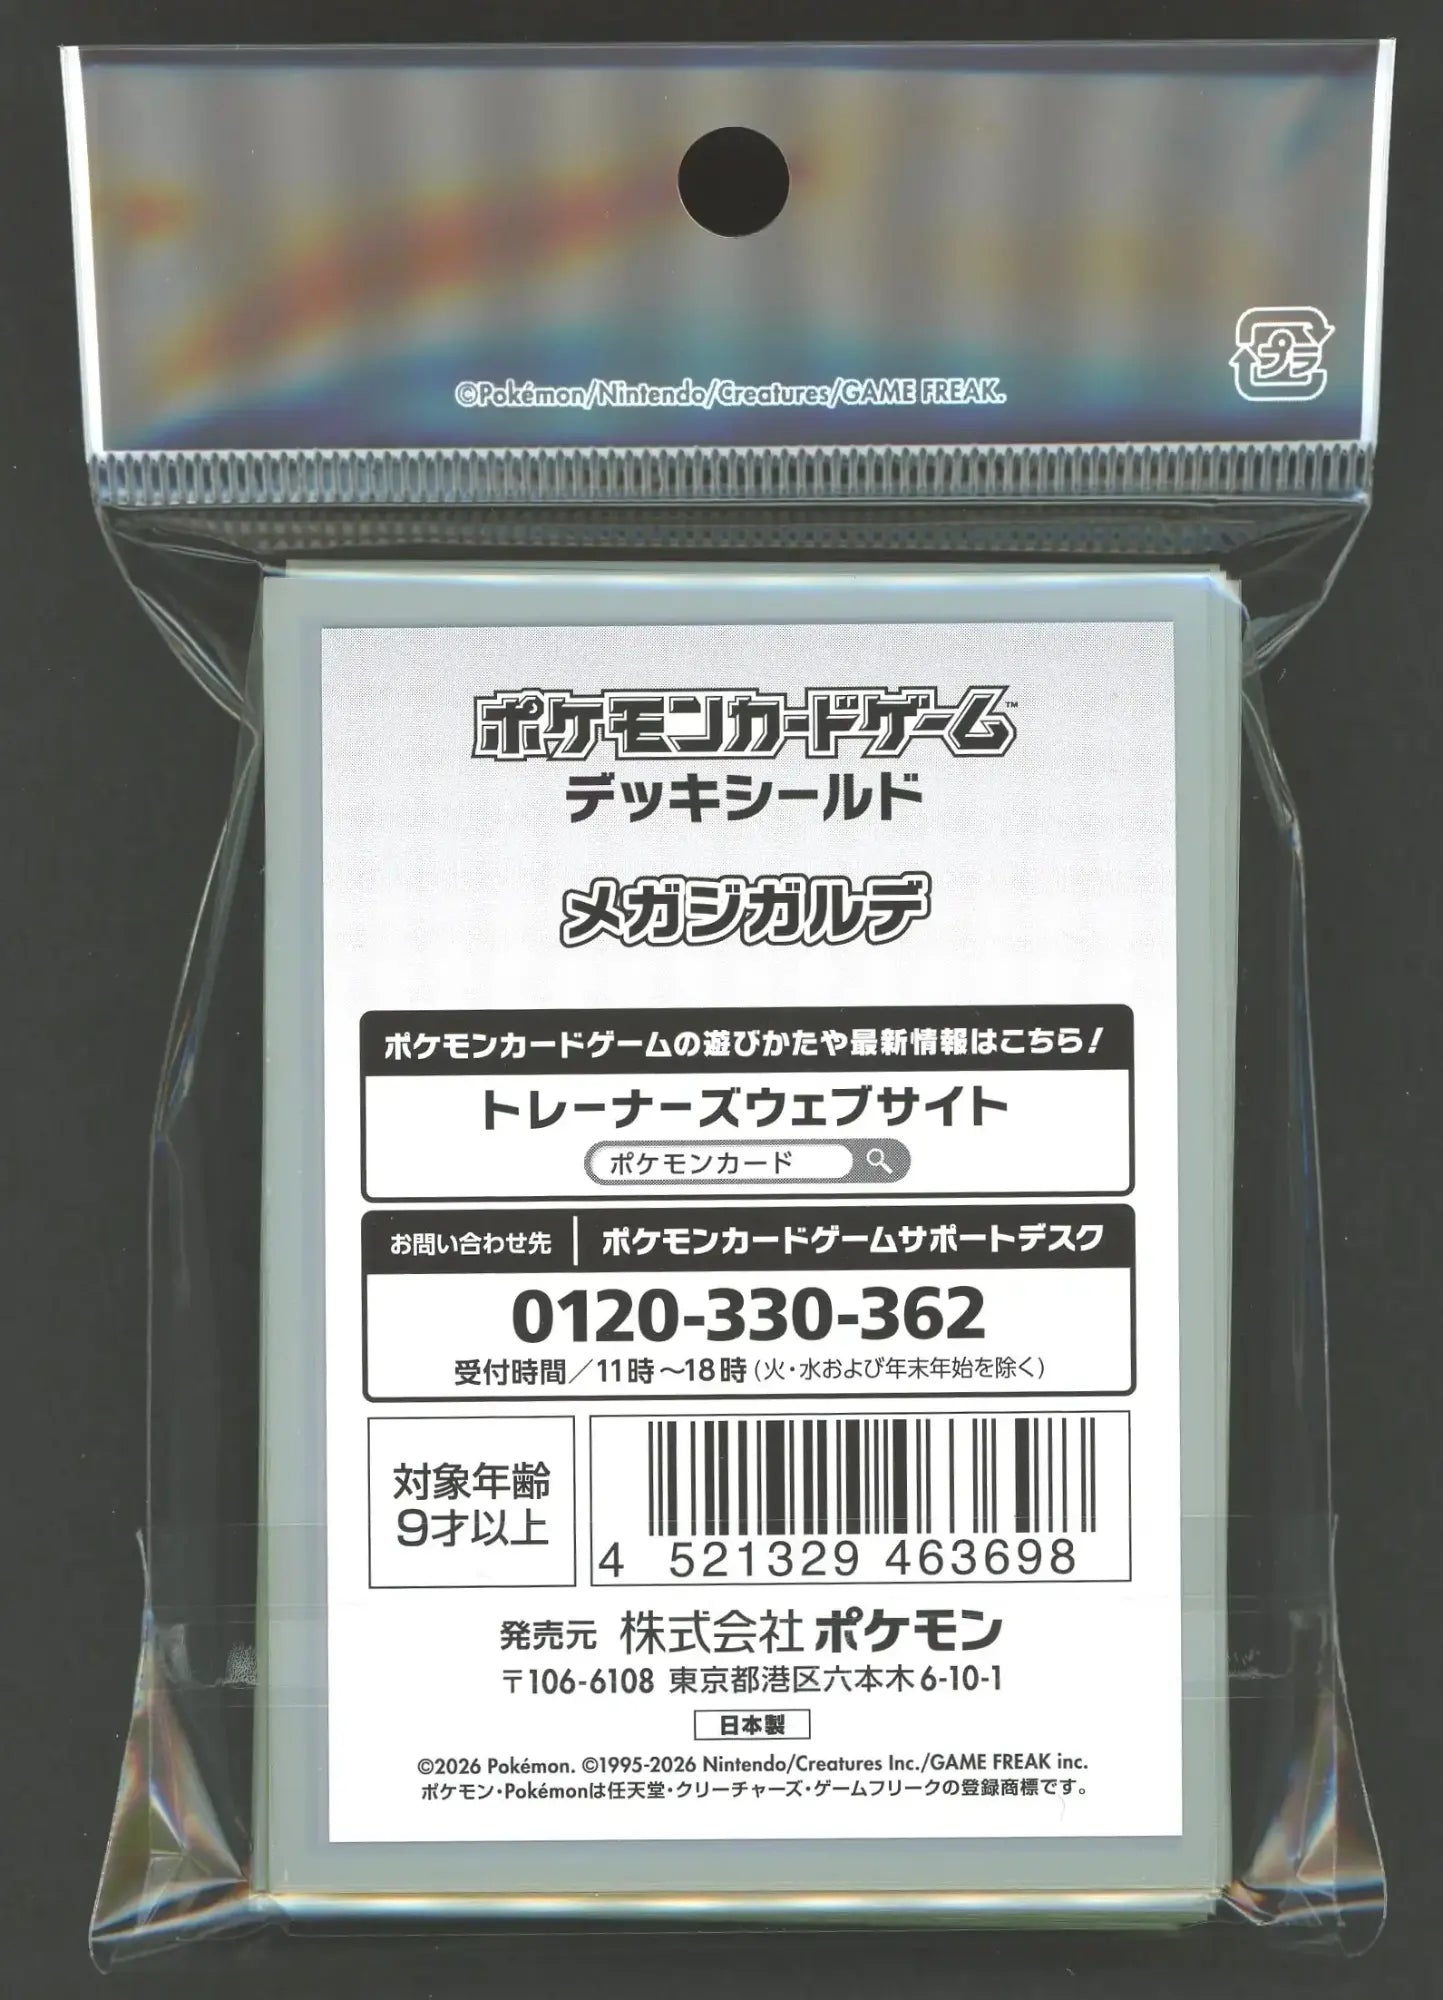 ©Pokémon/Nintendo/Creatures/GAME FREAK.
プラ
ポケモンカードゲーム™
デッキシールド
メガジガルデ
ポケモンカードゲームの遊びかたや最新情報はこちら!
トレーナーズウェブサイト
ポケモンカード
お問い合わせ先 ポケモンカードゲームサポートデスク
0120-330-362
受付時間/11時~18時(火・水および年末年始を除く)
対象年齢
9才以上
4 521329 463698
発売元 株式会社ポケモン
〒106-6108 東京都港区六本木6-10-1
日本製
©2026 Pokémon. ©1995-2026 Nintendo/Creatures Inc./GAME FREAK inc.
ポケモン・Pokémonは任天堂・クリーチャーズ・ゲームフリークの登録商標です。